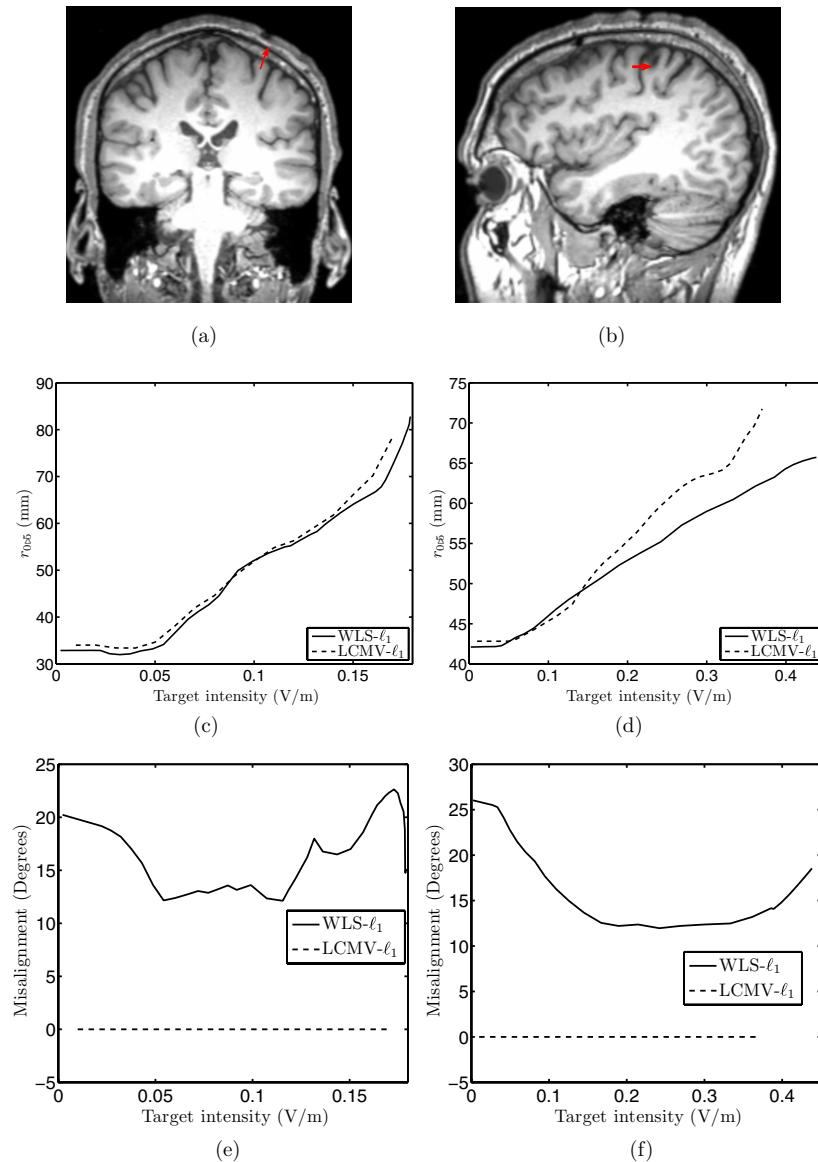 (a)
(b)
90
80
70
60
50
40
30
r0.5 (mm)
0
0.05
0.1
0.15
Target intensity (V/m)
WLS-ℓ1
LCMV-ℓ1
(c)
75
70
65
60
55
50
45
40
r0.5 (mm)
0
0.1
0.2
0.3
0.4
Target intensity (V/m)
WLS-ℓ1
LCMV-ℓ1
(d)
25
20
15
10
5
0
−5
Misalignment (Degrees)
0
0.05
0.1
0.15
Target intensity (V/m)
WLS-ℓ1
LCMV-ℓ1
(e)
30
25
20
15
10
5
0
−5
Misalignment (Degrees)
0
0.1
0.2
0.3
0.4
Target intensity (V/m)
WLS-ℓ1
LCMV-ℓ1
(f)